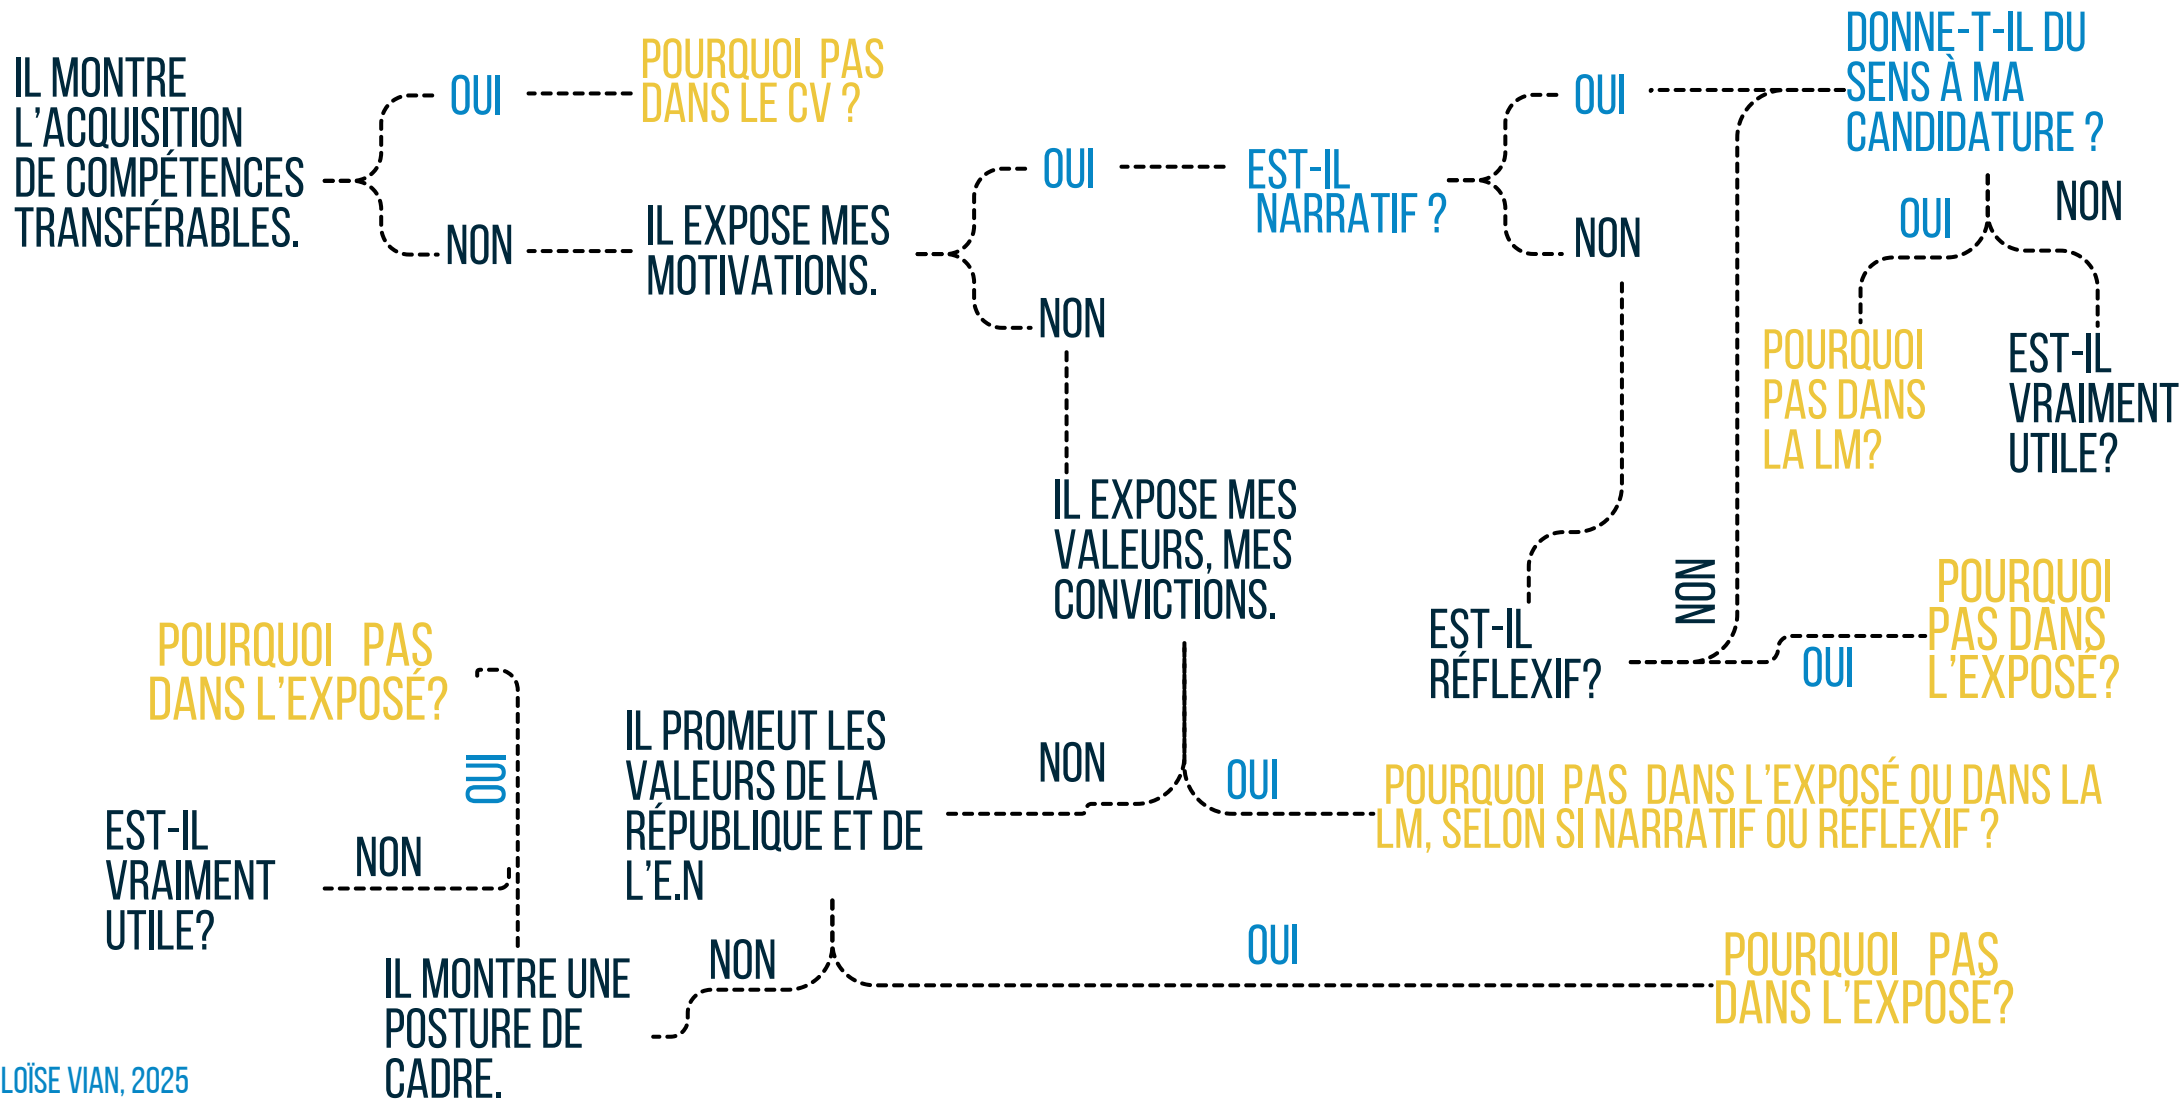 IL MONTRE
L'ACQUISITION
DE COMPÉTENCES
TRANSFÉRABLES.
OUI
POURQUOI PAS
DANS LE CV ?
NON
IL EXPOSE MES
MOTIVATIONS.
OUI
EST-IL
NARRATIF ?
OUI
DONNE-T-IL DU
SENS À MA
CANDIDATURE ?
OUI
NON
POURQUOI
PAS DANS
LA LM?
EST-IL
VRAIMENT
UTILE?
NON
NON
IL EXPOSE MES
VALEURS, MES
CONVICTIONS.
EST-IL
RÉFLEXIF?
NON
OUI
POURQUOI
PAS DANS
L'EXPOSÉ?
NON
OUI
POURQUOI PAS DANS L'EXPOSÉ OU DANS LA
LM, SELON SI NARRATIF OU RÉFLEXIF ?
IL PROMEUT LES
VALEURS DE LA
RÉPUBLIQUE ET DE
L'E.N
OUI
POURQUOI PAS
DANS L'EXPOSÉ?
NON
IL MONTRE UNE
POSTURE DE
CADRE.
OUI
POURQUOI PAS
DANS L'EXPOSÉ?
NON
EST-IL
VRAIMENT
UTILE?
LOÏSE VIAN, 2025